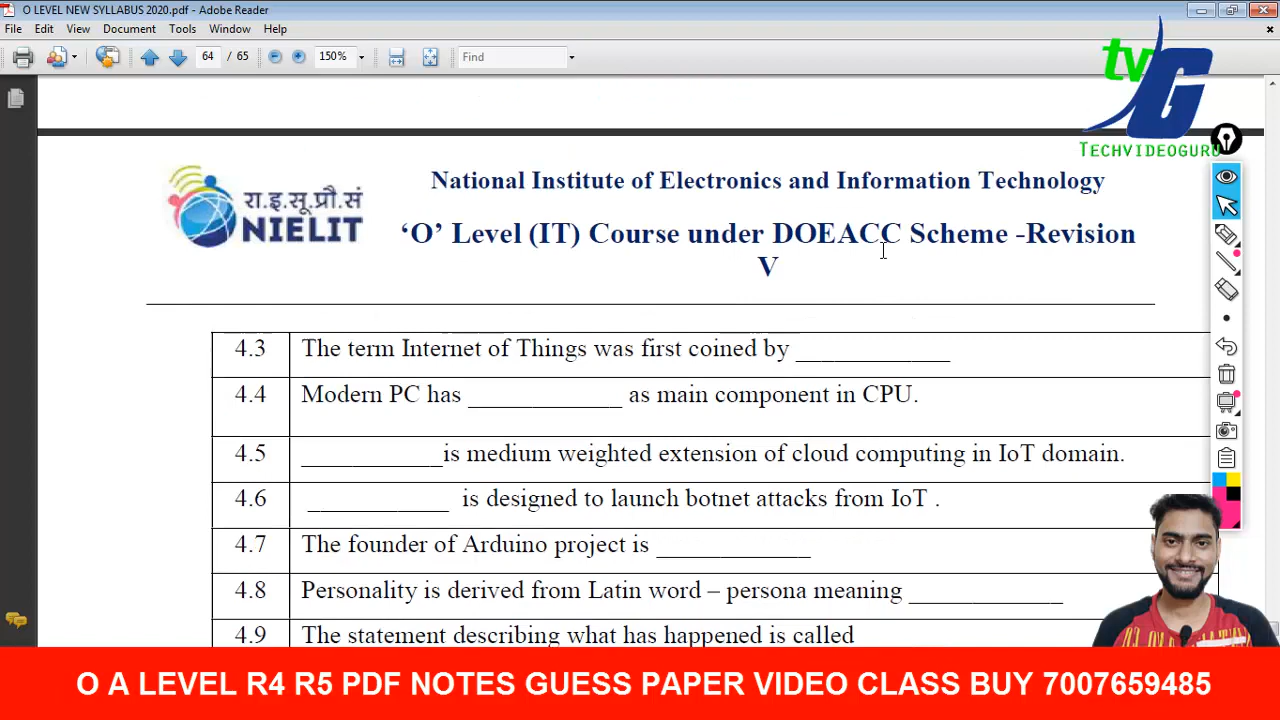 O LEVEL NEW SYLLABUS 2020.pdf - Adobe Reader
File Edit View Document Tools Window Help
64 / 65 150% Find
tvG
TECHVIDEOGURU
रा.इ.सू.प्रौ.सं
NIELIT
National Institute of Electronics and Information Technology
‘O’ Level (IT) Course under DOEACC Scheme -Revision
V
4.3 The term Internet of Things was first coined by ____________
4.4 Modern PC has ____________ as main component in CPU.
4.5 ___________is medium weighted extension of cloud computing in IoT domain.
4.6 ___________ is designed to launch botnet attacks from IoT .
4.7 The founder of Arduino project is ____________
4.8 Personality is derived from Latin word – persona meaning ____________
4.9 The statement describing what has happened is called
O A LEVEL R4 R5 PDF NOTES GUESS PAPER VIDEO CLASS BUY 7007659485